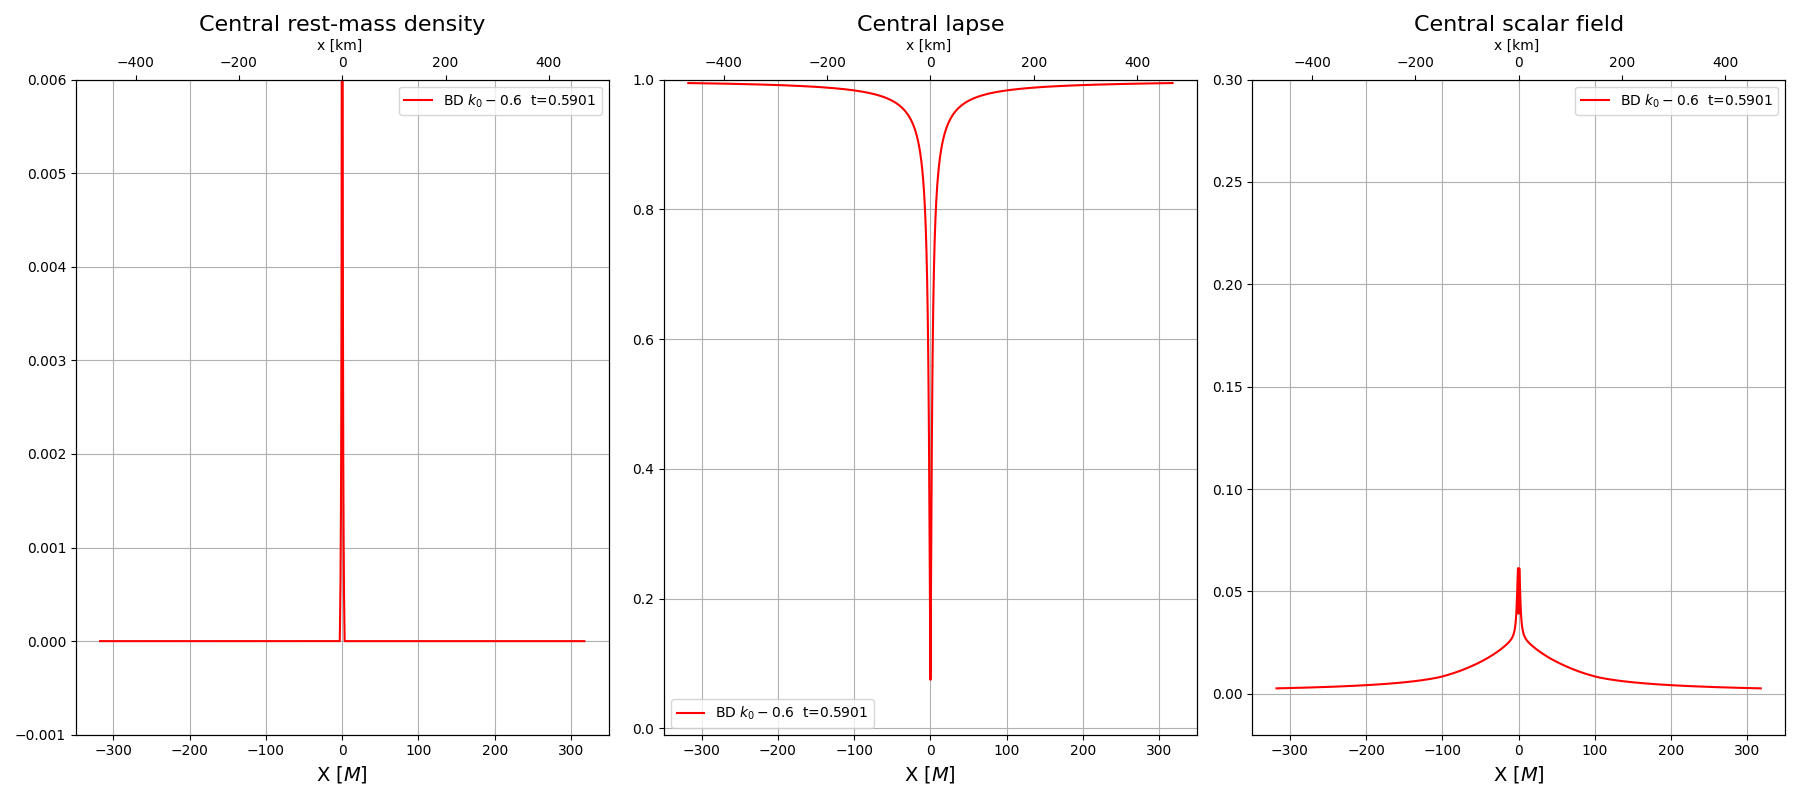 Central rest-mass density
x [km]
−400 −200 0 200 400
0.006
0.005
0.004
0.003
0.002
0.001
0.000
−0.001
BD k₀ − 0.6 t=0.5901
−300 −200 −100 0 100 200 300
X [M]
Central lapse
x [km]
−400 −200 0 200 400
1.0
0.8
0.6
0.4
0.2
0.0
BD k₀ − 0.6 t=0.5901
−300 −200 −100 0 100 200 300
X [M]
Central scalar field
x [km]
−400 −200 0 200 400
0.30
0.25
0.20
0.15
0.10
0.05
0.00
BD k₀ − 0.6 t=0.5901
−300 −200 −100 0 100 200 300
X [M]